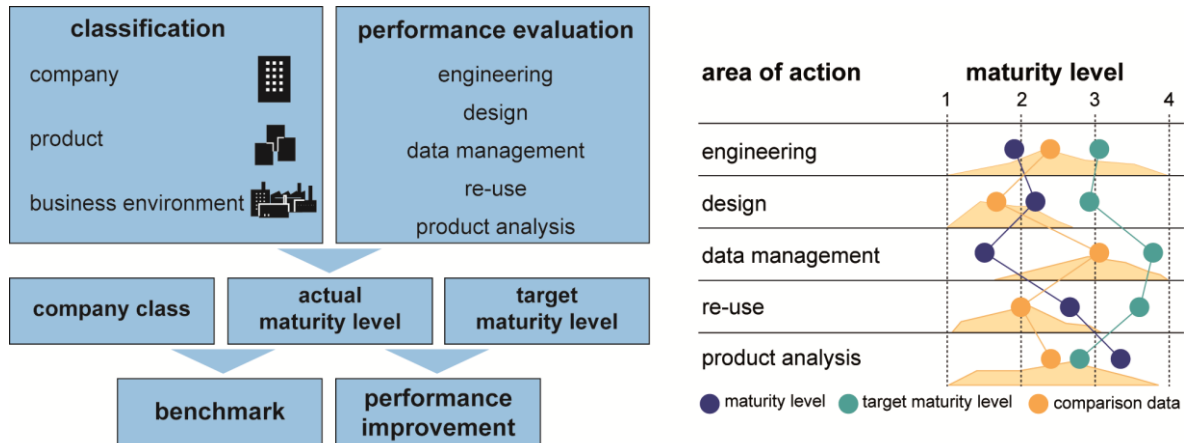 classification
company
product
business environment
performance evaluation
engineering
design
data management
re-use
product analysis
company class
actual
maturity level
target
maturity level
benchmark
performance
improvement
area of action
maturity level
1 2 3 4
engineering
design
data management
re-use
product analysis
maturity level target maturity level comparison data